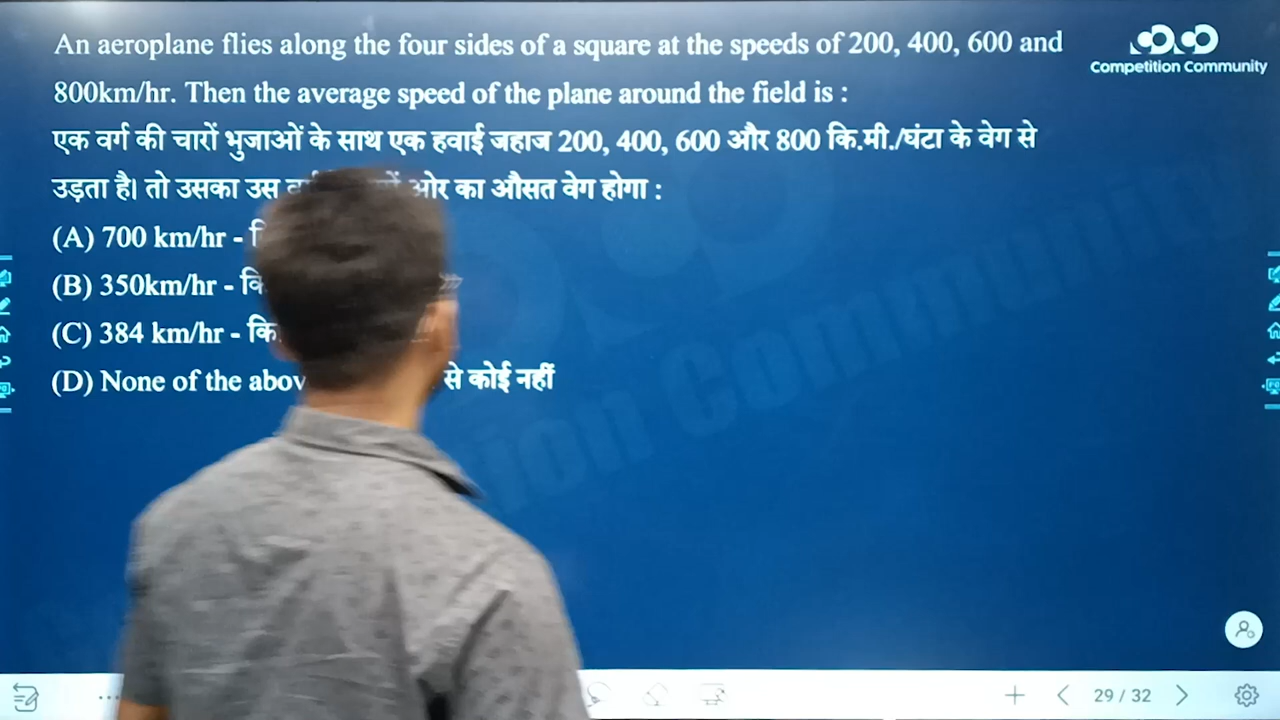 An aeroplane flies along the four sides of a square at the speeds of 200, 400, 600 and
Competition Community
800km/hr. Then the average speed of the plane around the field is :
एक वर्ग की चारों भुजाओं के साथ एक हवाई जहाज 200, 400, 600 और 800 कि.मी./घंटा के वेग से
उड़ता है। तो उसका उस ओर का औसत वेग होगा :
(A) 700 km/hr -
(B) 350km/hr -
(C) 384 km/hr -
(D) None of the से कोई नहीं
Community
29 / 32